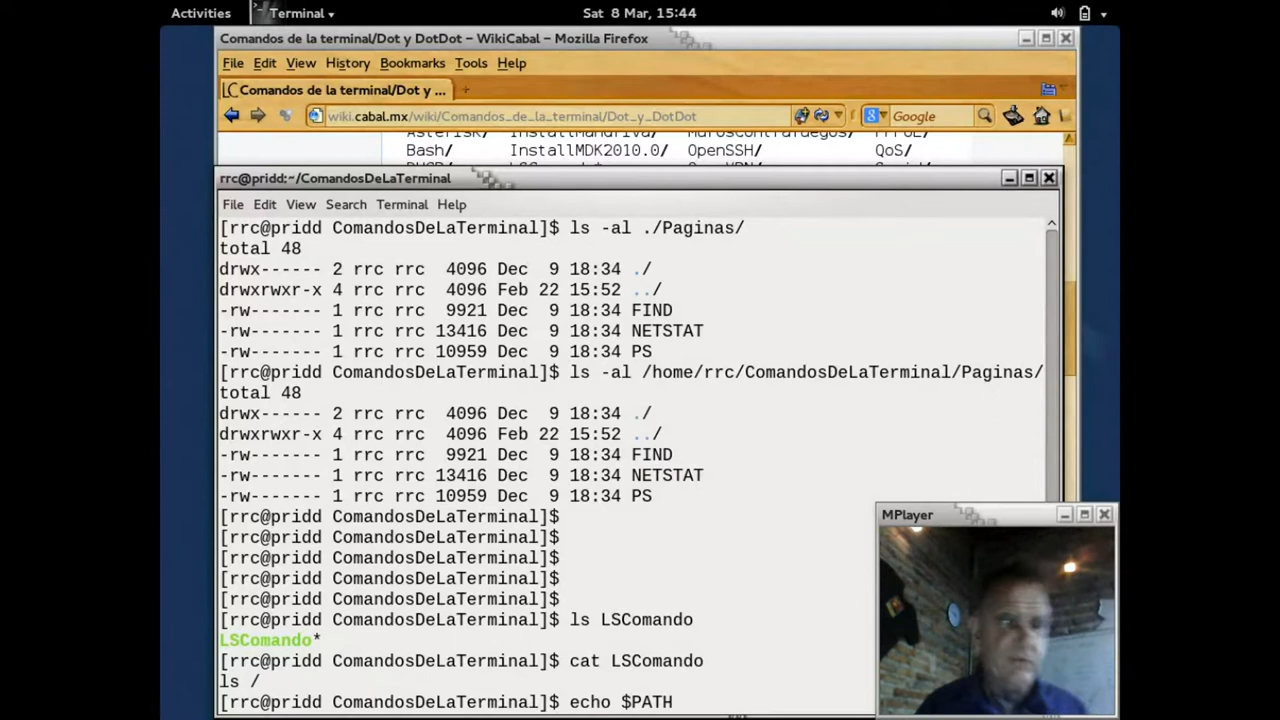 Activities Terminal Sat 8 Mar, 15:44
Comandos de la terminal/Dot y DotDot – WikiCabal – Mozilla Firefox
File Edit View History Bookmarks Tools Help
Comandos de la terminal/Dot y ...
wiki.cabal.mx/wiki/Comandos_de_la_terminal/Dot_y_DotDot Google
Bash/ InstallMDK2010.0/ OpenSSH/ QoS/
rrc@pridd:~/ComandosDeLaTerminal
File Edit View Search Terminal Help
[rrc@pridd ComandosDeLaTerminal]$ ls -al ./Paginas/
total 48
drwx------ 2 rrc rrc 4096 Dec 9 18:34 ./
drwxrwxr-x 4 rrc rrc 4096 Feb 22 15:52 ../
-rw------- 1 rrc rrc 9921 Dec 9 18:34 FIND
-rw------- 1 rrc rrc 13416 Dec 9 18:34 NETSTAT
-rw------- 1 rrc rrc 10959 Dec 9 18:34 PS
[rrc@pridd ComandosDeLaTerminal]$ ls -al /home/rrc/ComandosDeLaTerminal/Paginas/
total 48
drwx------ 2 rrc rrc 4096 Dec 9 18:34 ./
drwxrwxr-x 4 rrc rrc 4096 Feb 22 15:52 ../
-rw------- 1 rrc rrc 9921 Dec 9 18:34 FIND
-rw------- 1 rrc rrc 13416 Dec 9 18:34 NETSTAT
-rw------- 1 rrc rrc 10959 Dec 9 18:34 PS
[rrc@pridd ComandosDeLaTerminal]$
[rrc@pridd ComandosDeLaTerminal]$
[rrc@pridd ComandosDeLaTerminal]$
[rrc@pridd ComandosDeLaTerminal]$
[rrc@pridd ComandosDeLaTerminal]$
[rrc@pridd ComandosDeLaTerminal]$ ls LSComando
LSComando*
[rrc@pridd ComandosDeLaTerminal]$ cat LSComando
ls /
[rrc@pridd ComandosDeLaTerminal]$ echo $PATH
MPlayer